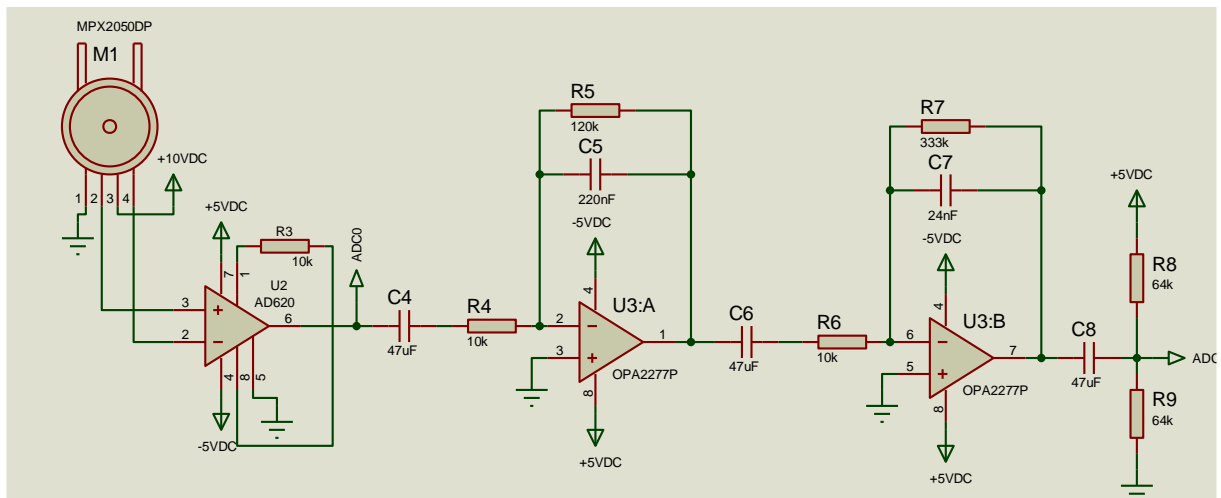 MPX2050DP
M1
+10VDC
1
2
3
4
+5VDC
R3
10k
7
1
U2
AD620
3
2
6
4
8
5
-5VDC
ADC0
C4
47uF
R4
10k
R5
120k
C5
220nF
-5VDC
4
U3:A
2
3
1
8
OPA2277P
+5VDC
C6
47uF
R6
10k
R7
333k
C7
24nF
-5VDC
4
U3:B
6
5
7
8
OPA2277P
+5VDC
C8
47uF
+5VDC
R8
64k
ADC
R9
64k